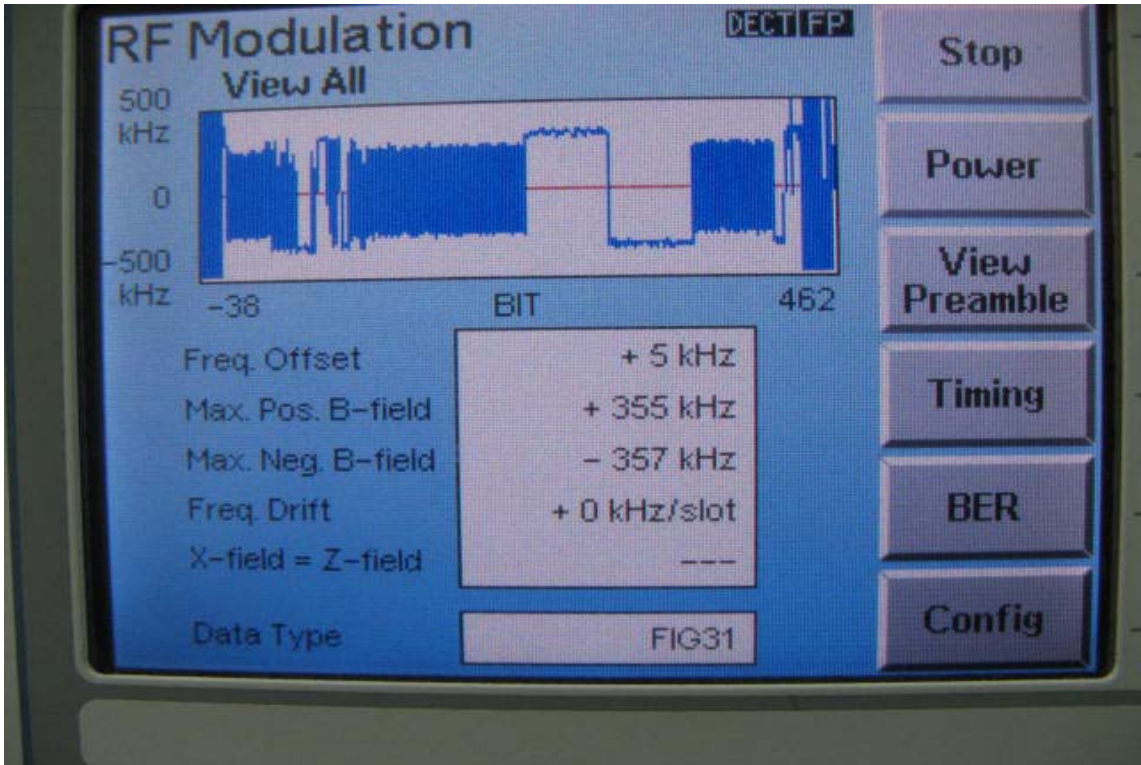 RF Modulation DECT FP
View All
500
kHz
0
-500
kHz
-38 BIT 462
Freq. Offset + 5 kHz
Max. Pos. B-field + 355 kHz
Max. Neg. B-field - 357 kHz
Freq. Drift + 0 kHz/slot
X-field = Z-field ---
Data Type FIG31
Stop
Power
View
Preamble
Timing
BER
Config